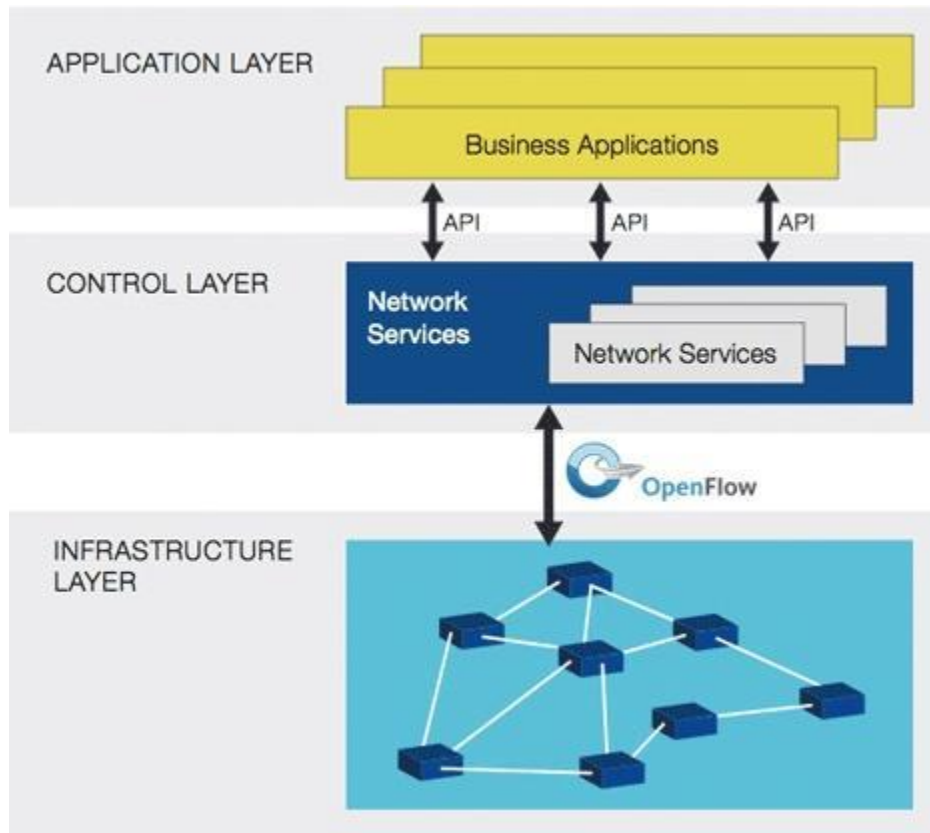 APPLICATION LAYER
Business Applications
API
API
API
CONTROL LAYER
Network
Services
Network Services
OpenFlow
INFRASTRUCTURE
LAYER